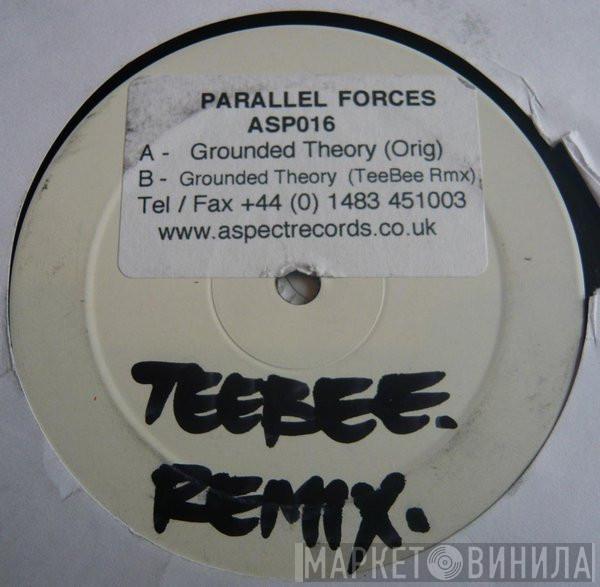 PARALLEL FORCES
ASP016
A - Grounded Theory (Orig)
B - Grounded Theory (TeeBee Rmx)
Tel / Fax +44 (0) 1483 451003
www.aspectrecords.co.uk
TEEBEE.
REMIX.
МАРКЕТ ВИНИЛА